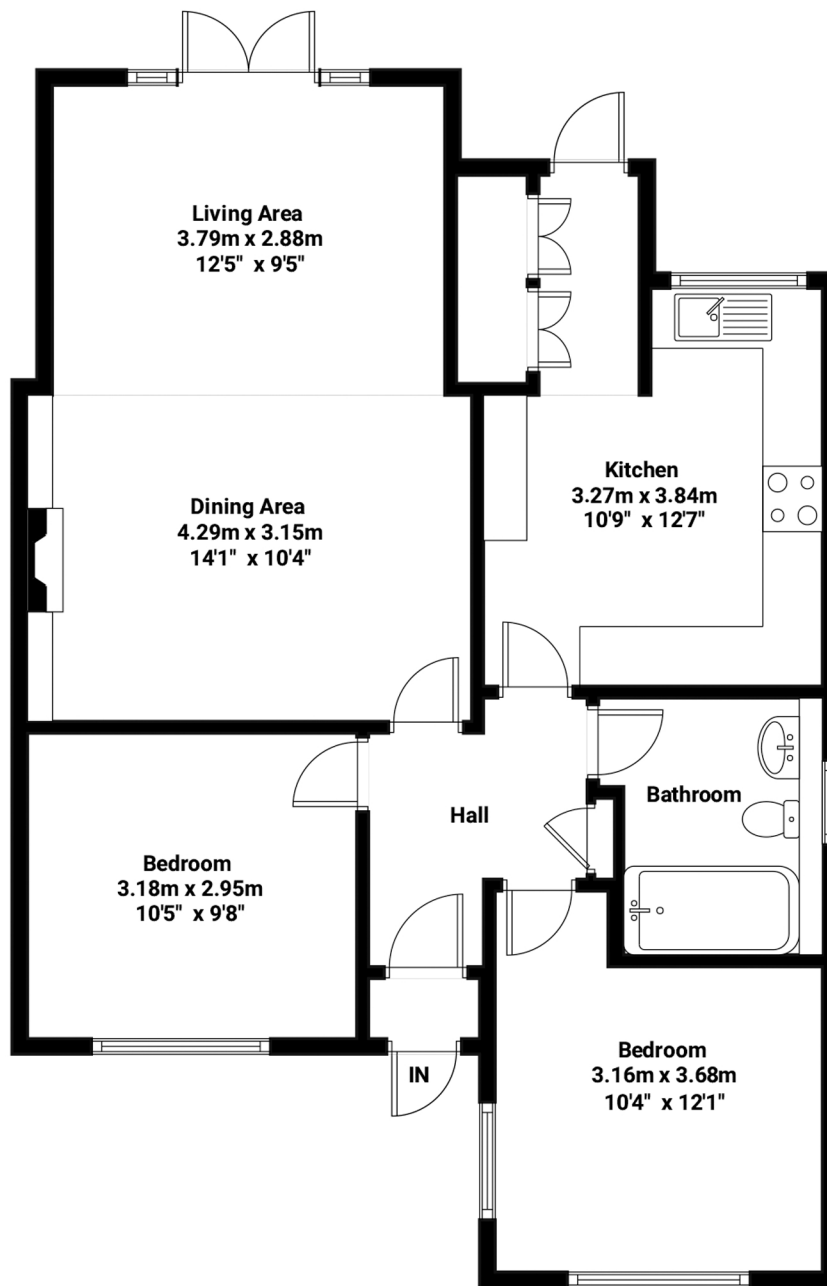 Living Area
3.79m x 2.88m
12'5" x 9'5"
Dining Area
4.29m x 3.15m
14'1" x 10'4"
Kitchen
3.27m x 3.84m
10'9" x 12'7"
Hall
Bathroom
Bedroom
3.18m x 2.95m
10'5" x 9'8"
Bedroom
3.16m x 3.68m
10'4" x 12'1"
IN